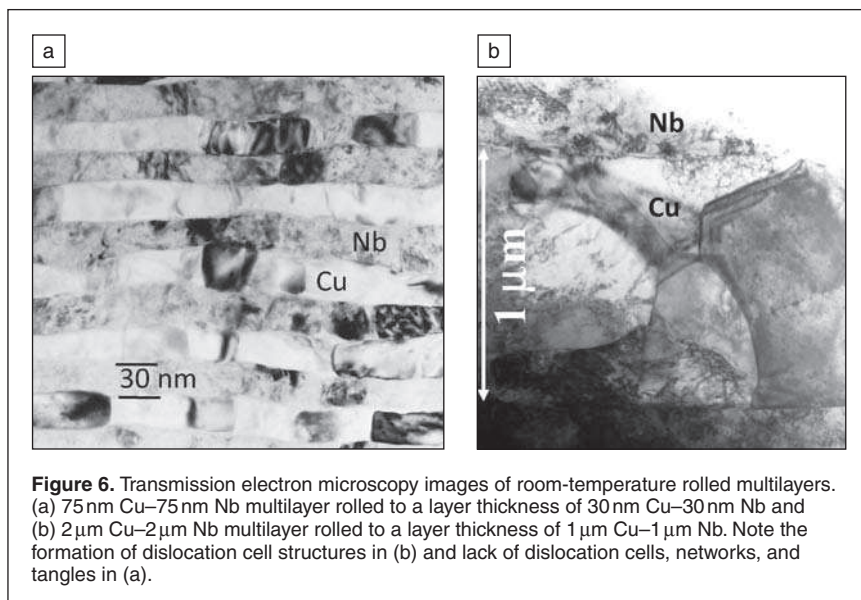 a
b
Nb
Cu
1 μm
Nb
Cu
30 nm
Figure 6. Transmission electron microscopy images of room-temperature rolled multilayers.
(a) 75 nm Cu–75 nm Nb multilayer rolled to a layer thickness of 30 nm Cu–30 nm Nb and
(b) 2 μm Cu–2 μm Nb multilayer rolled to a layer thickness of 1 μm Cu–1 μm Nb. Note the
formation of dislocation cell structures in (b) and lack of dislocation cells, networks, and
tangles in (a).